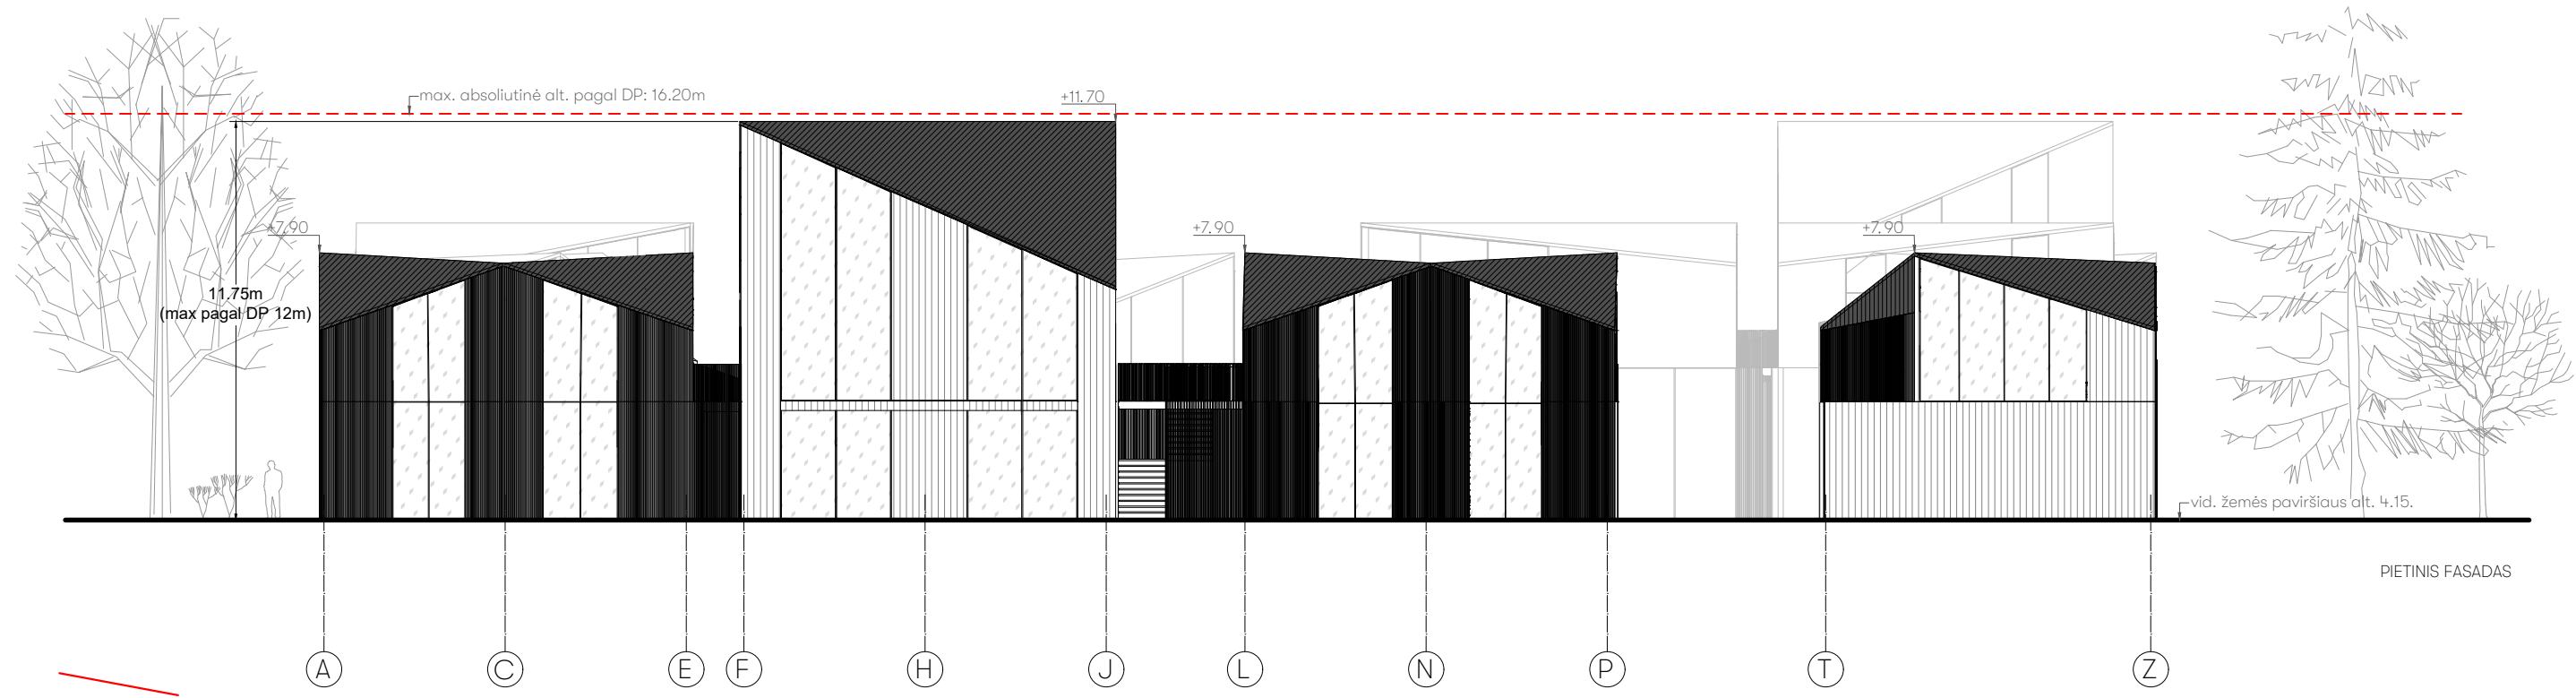 max. absoliutinė alt. pagal DP: 16.20m
+11.70
+7.90
+7.90
+7.90
11.75m
(max pagal DP 12m)
vid. žemės paviršiaus alt. 4.15.
PIETINIS FASADAS
A C E F H J L N P T Z